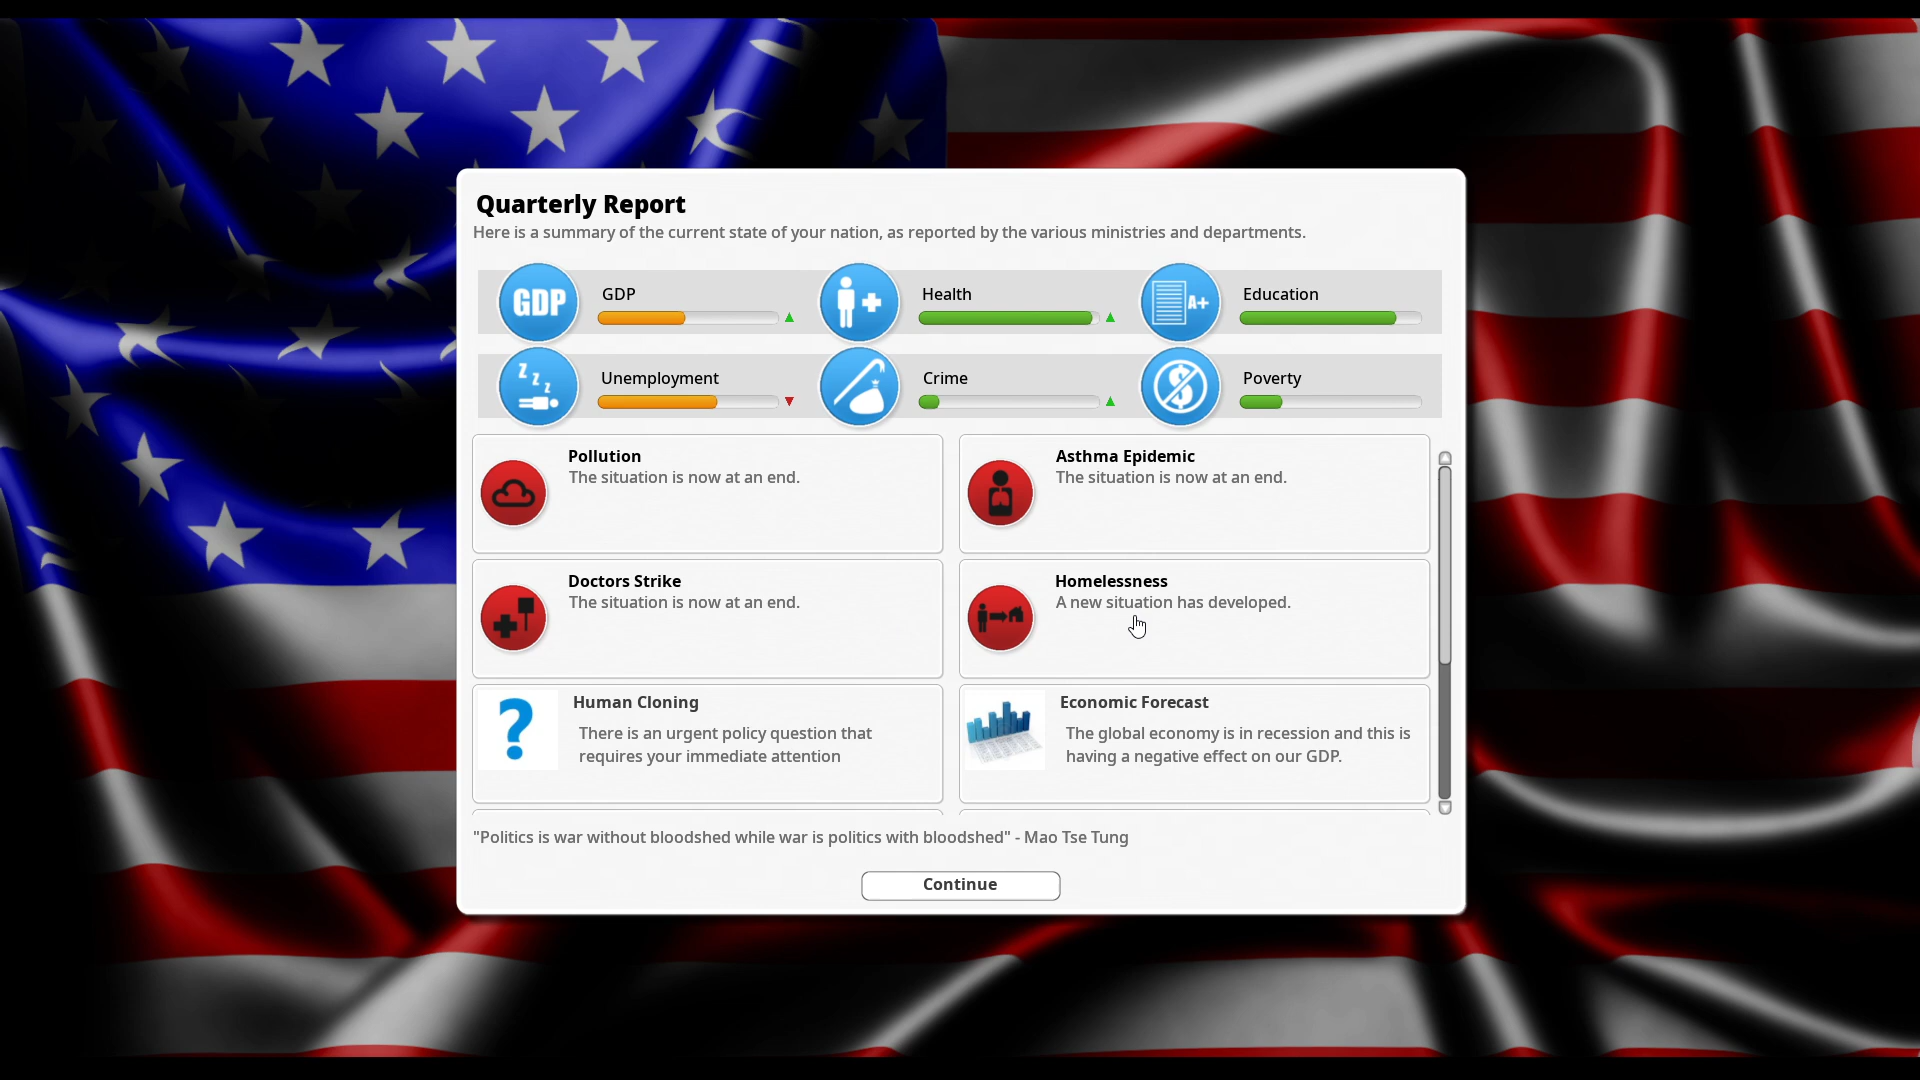 Quarterly Report
Here is a summary of the current state of your nation, as reported by the various ministries and departments.
GDP
GDP
Health
A+
Education
Z Z Z
Unemployment
Crime
$
Poverty
Pollution
The situation is now at an end.
Asthma Epidemic
The situation is now at an end.
Doctors Strike
The situation is now at an end.
Homelessness
A new situation has developed.
?
Human Cloning
There is an urgent policy question that
requires your immediate attention
Economic Forecast
The global economy is in recession and this is
having a negative effect on our GDP.
"Politics is war without bloodshed while war is politics with bloodshed" - Mao Tse Tung
Continue